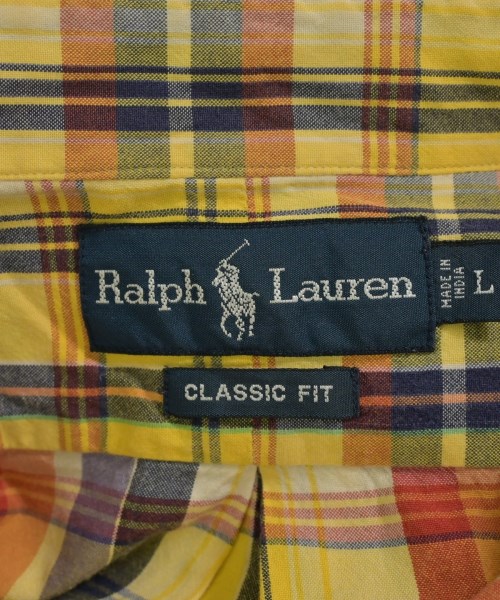 Ralph Lauren
MADE IN
INDIA
L
CLASSIC FIT